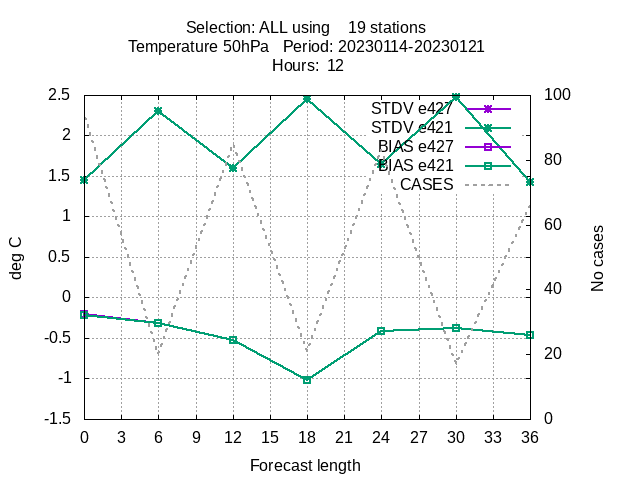 Selection: ALL using    19 stations
Temperature 50hPa   Period: 20230114-20230121
Hours:  12
2.5
2
1.5
1
0.5
0
-0.5
-1
-1.5
deg C
100
80
60
40
20
0
No cases
STDV e427
STDV e421
BIAS e427
BIAS e421
CASES
0 3 6 9 12 15 18 21 24 27 30 33 36
Forecast length